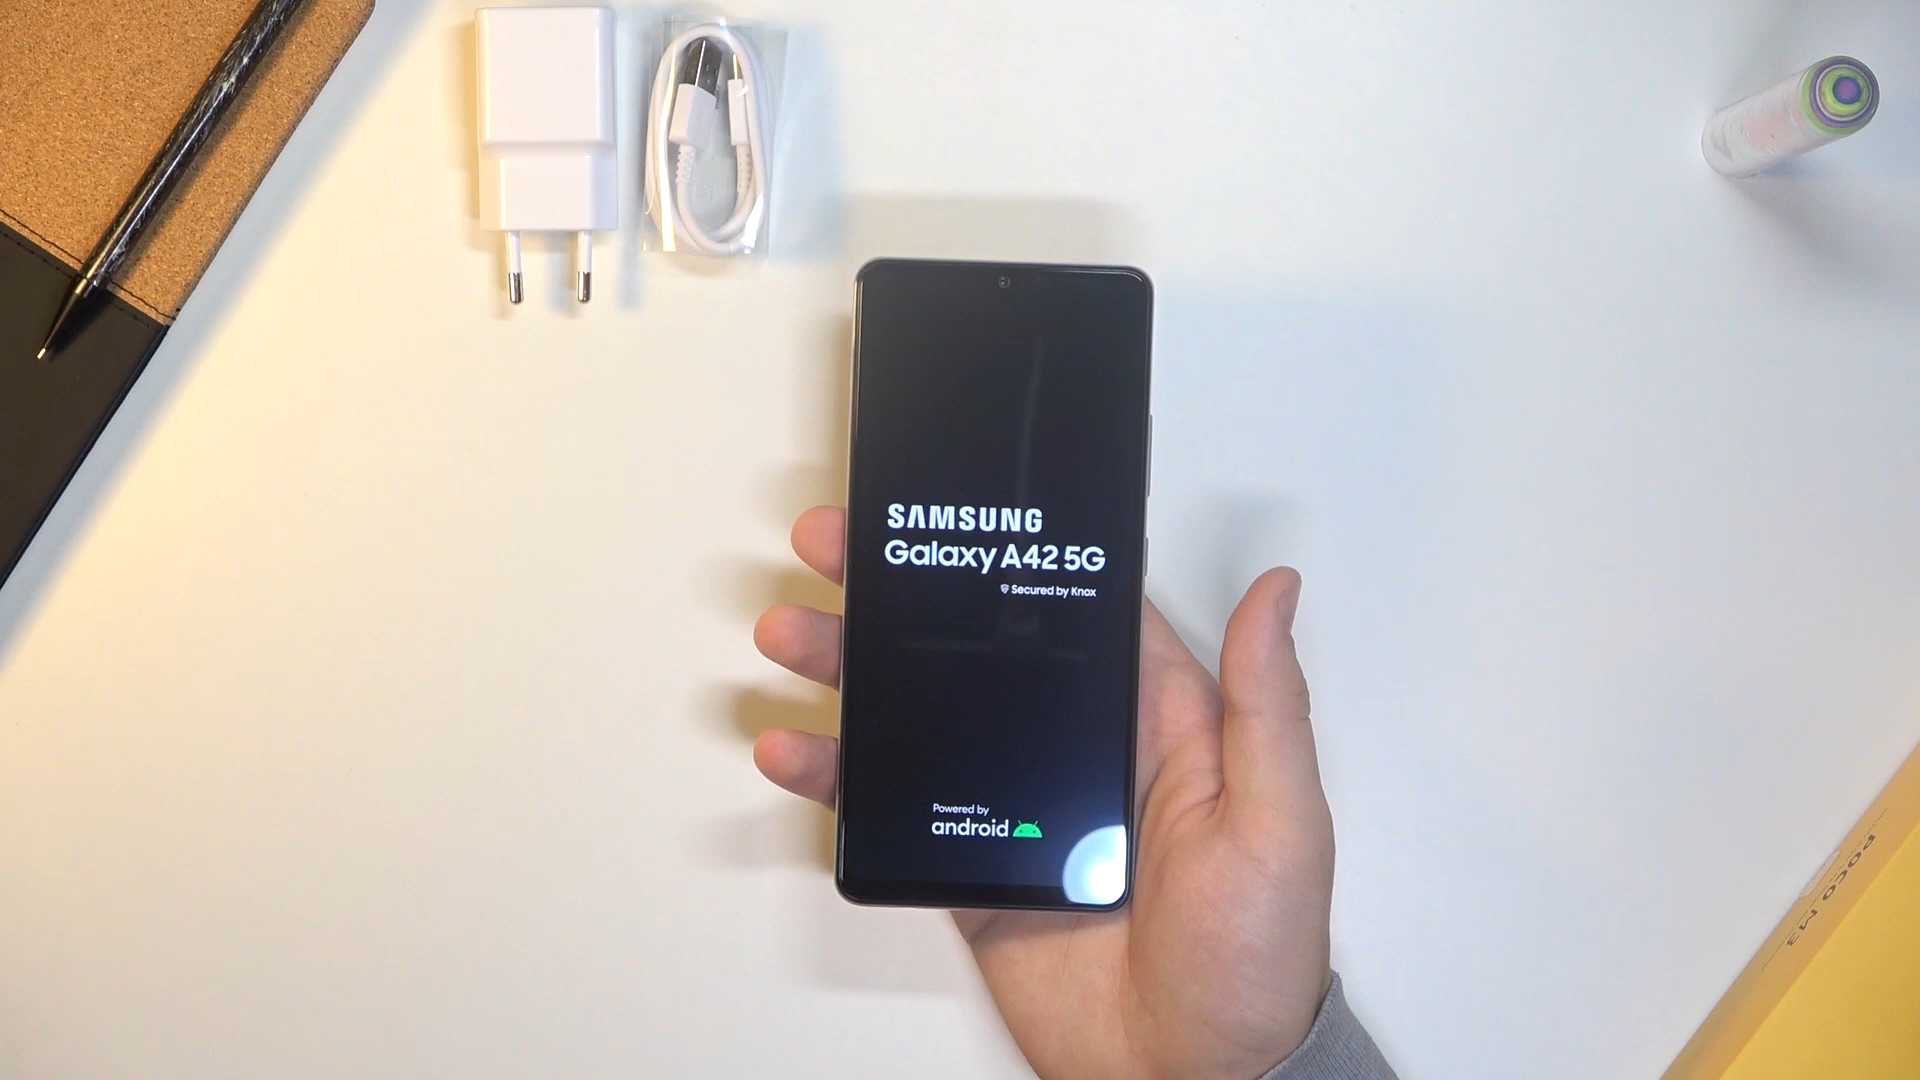 SAMSUNG
Galaxy A42 5G
Secured by Knox
Powered by
android
POCO M3